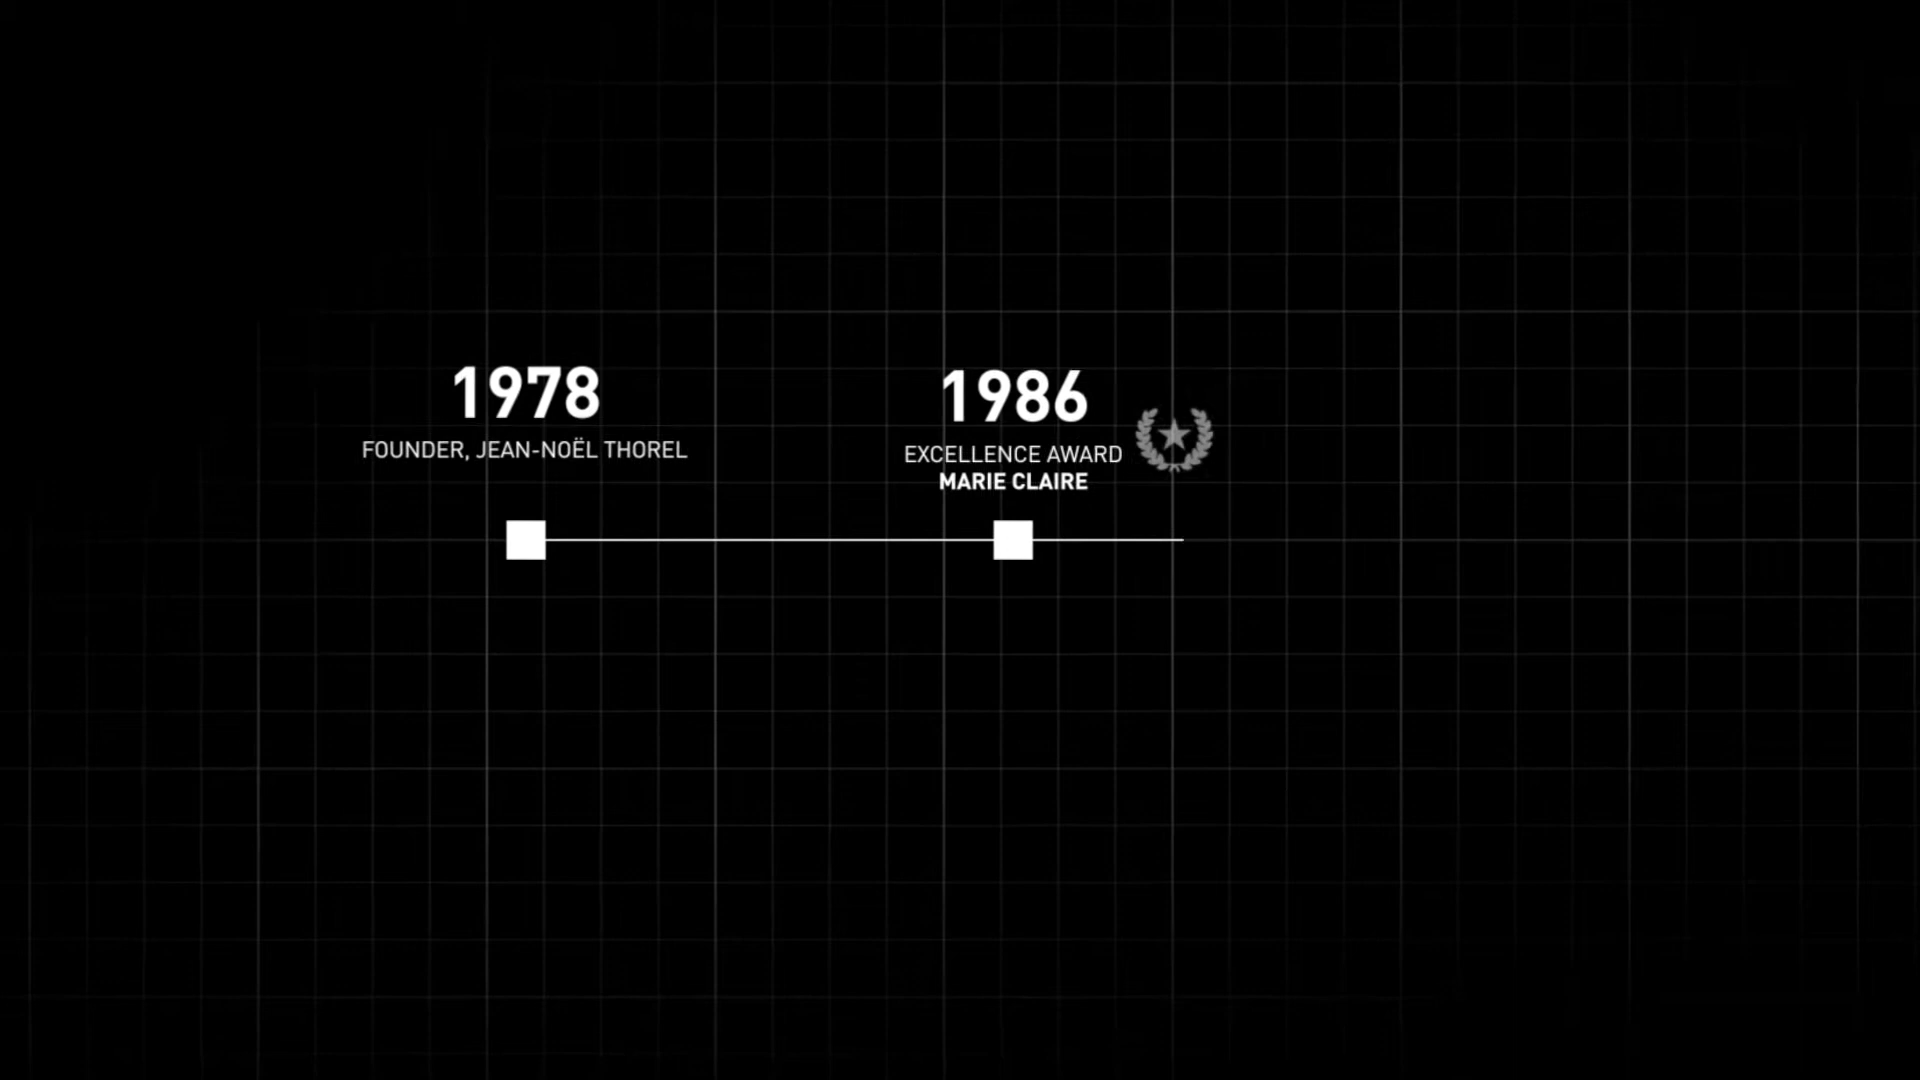 1978
FOUNDER, JEAN-NOËL THOREL
1986
EXCELLENCE AWARD
MARIE CLAIRE